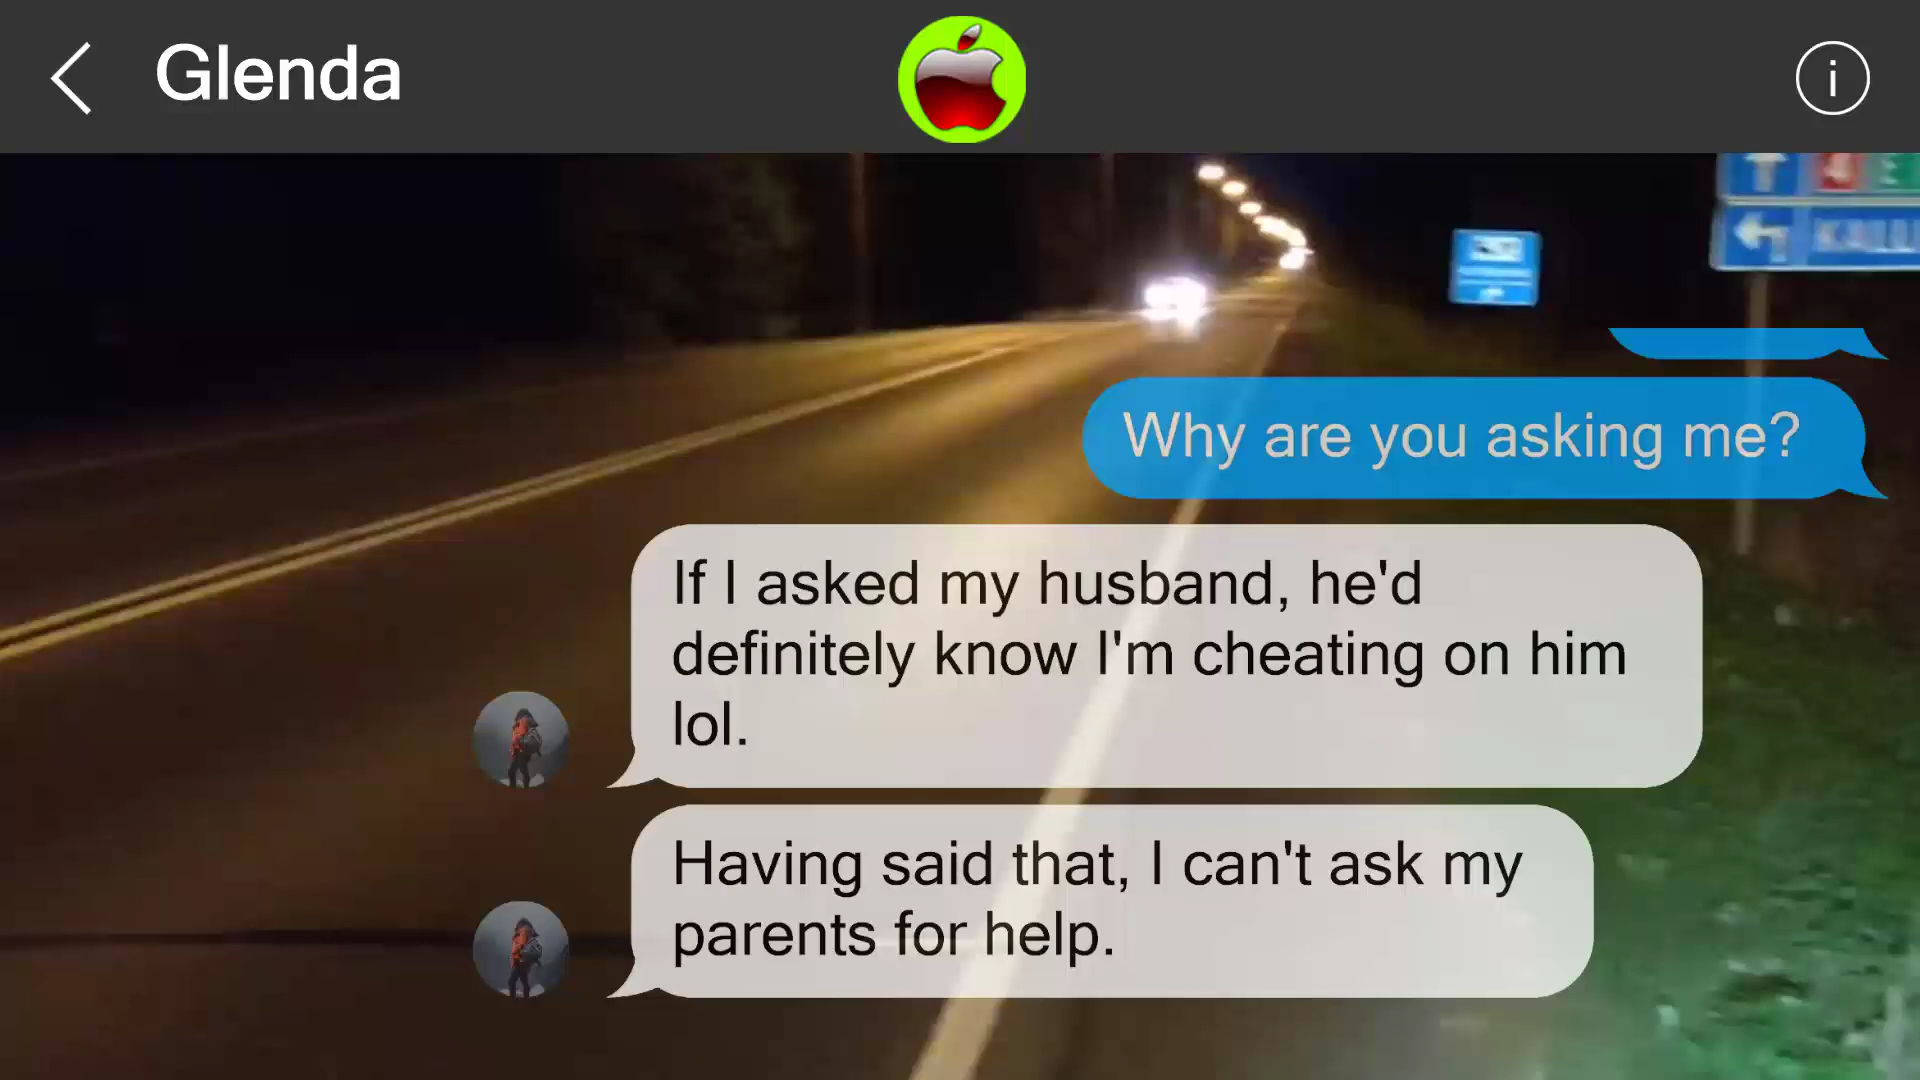 Glenda
i
4 E
Why are you asking me?
If I asked my husband, he'd
definitely know I'm cheating on him
lol.
Having said that, I can't ask my
parents for help.